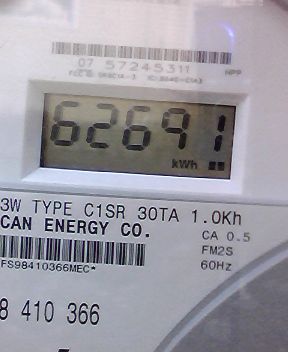 07 57245311
NPP
62691
kWh
3W TYPE C1SR 30TA 1.0Kh
CAN ENERGY CO.
CA 0.5
FM2S
FS98410366MEC*
60Hz
8 410 366